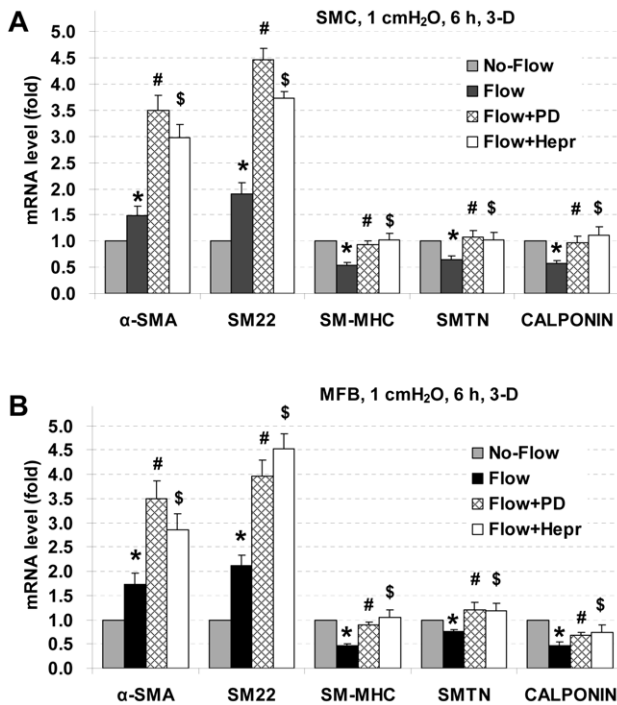 A
SMC, 1 cmH₂O, 6 h, 3-D
mRNA level (fold)
5.0
4.5
4.0
3.5
3.0
2.5
2.0
1.5
1.0
0.5
0.0
No-Flow
Flow
Flow+PD
Flow+Hepr
* # $
* # $
* # $
* # $
* # $
α-SMA SM22 SM-MHC SMTN CALPONIN
B
MFB, 1 cmH₂O, 6 h, 3-D
mRNA level (fold)
5.0
4.5
4.0
3.5
3.0
2.5
2.0
1.5
1.0
0.5
0.0
No-Flow
Flow
Flow+PD
Flow+Hepr
* # $
* # $
* # $
* # $
* # $
α-SMA SM22 SM-MHC SMTN CALPONIN